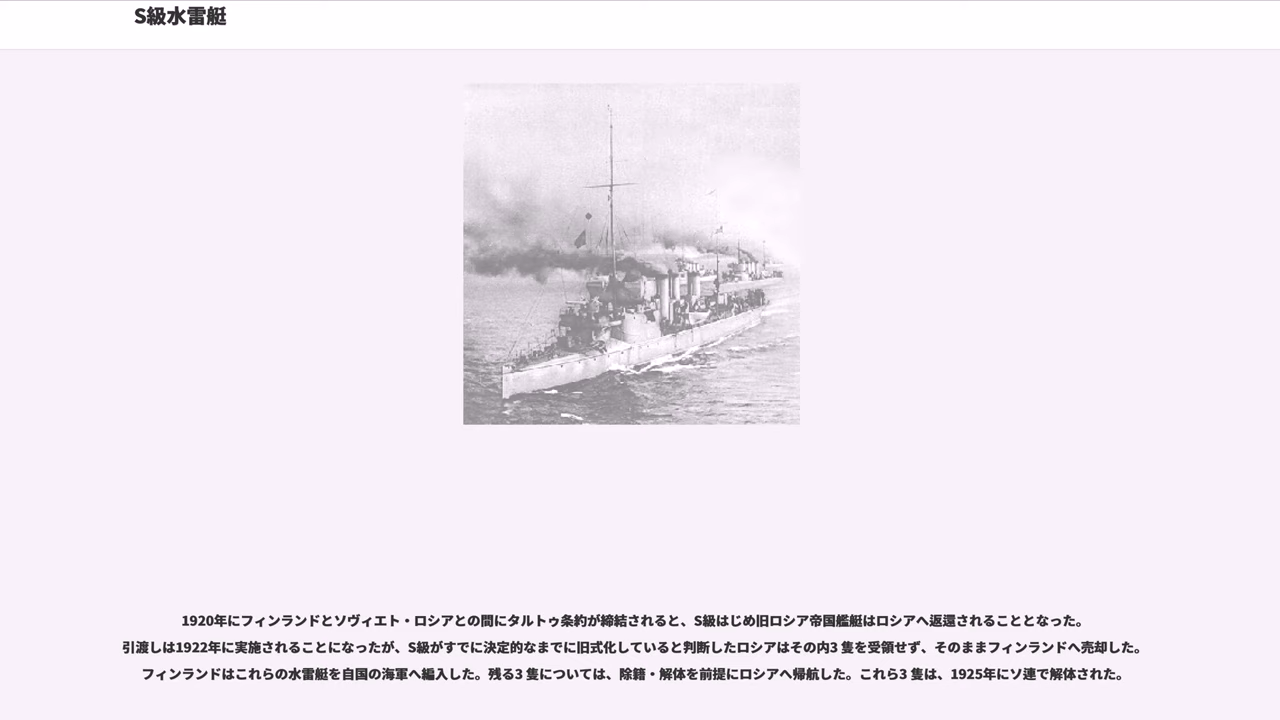 S級水雷艇
1920年にフィンランドとソヴィエト・ロシアとの間にタルトゥ条約が締結されると、S級はじめ旧ロシア帝国艦艇はロシアへ返還されることとなった。
引渡しは1922年に実施されることになったが、S級がすでに決定的なまでに旧式化していると判断したロシアはその内3 隻を受領せず、そのままフィンランドへ売却した。
フィンランドはこれらの水雷艇を自国の海軍へ編入した。残る3 隻については、除籍・解体を前提にロシアへ帰航した。これら3 隻は、1925年にソ連で解体された。